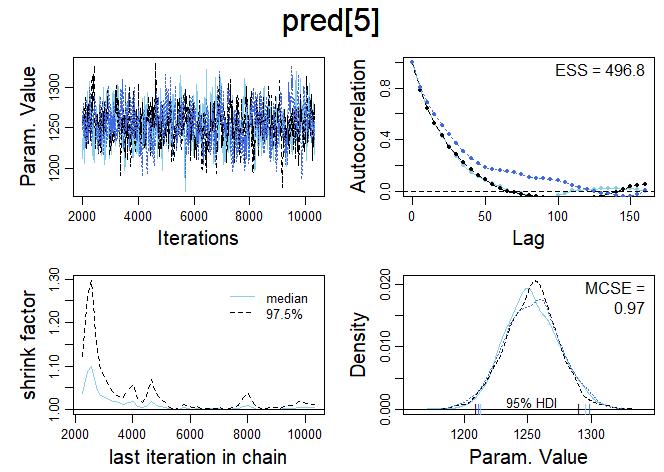 pred[5]
Param. Value
1200 1250 1300
2000 4000 6000 8000 10000
Iterations
Autocorrelation
0.0 0.4 0.8
ESS = 496.8
0 50 100 150
Lag
shrink factor
1.00 1.10 1.20 1.30
median
97.5%
2000 4000 6000 8000 10000
last iteration in chain
Density
0.000 0.010 0.020
MCSE =
0.97
95% HDI
1200 1250 1300
Param. Value